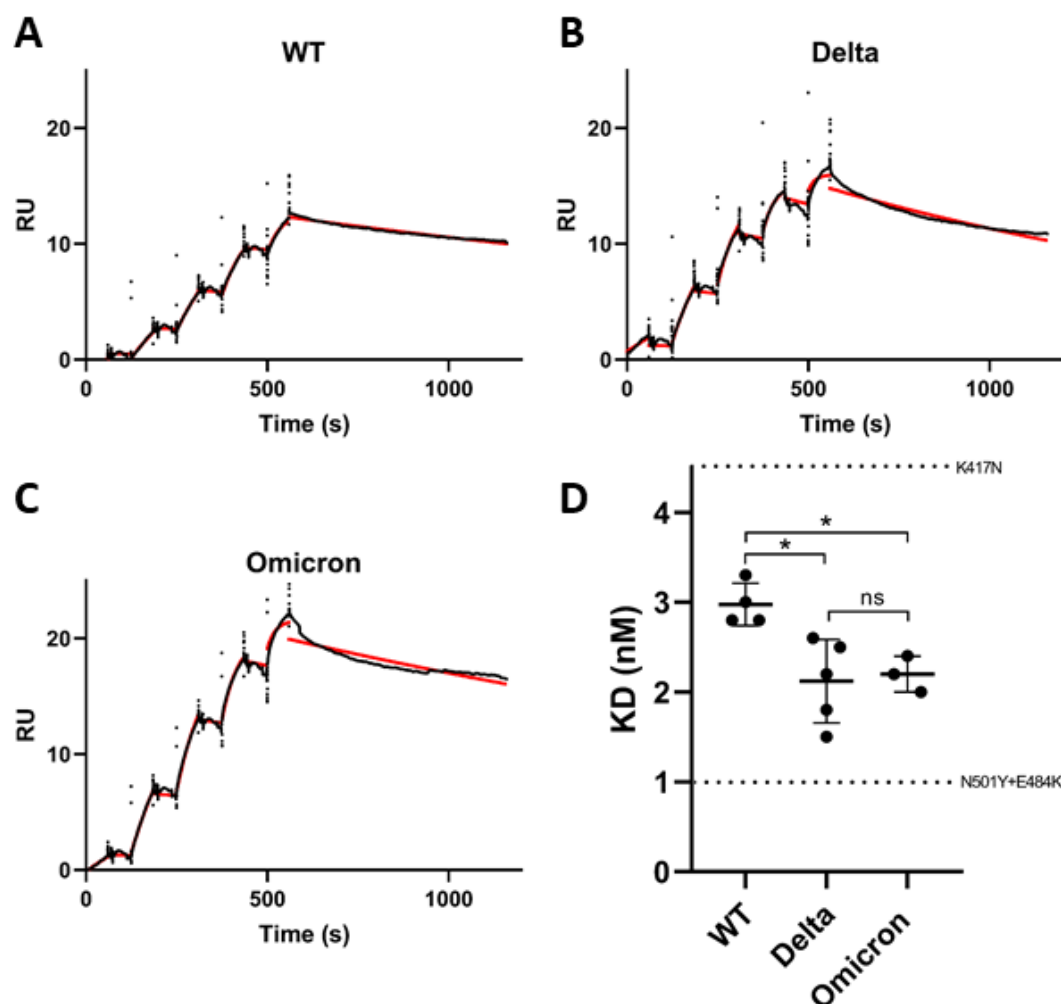 A
WT
RU
20
10
0
0
500
1000
Time (s)
B
Delta
RU
20
10
0
0
500
1000
Time (s)
C
Omicron
RU
20
10
0
0
500
1000
Time (s)
D
KD (nM)
4
3
2
1
0
K417N
*
*
ns
N501Y+E484K
WT
Delta
Omicron